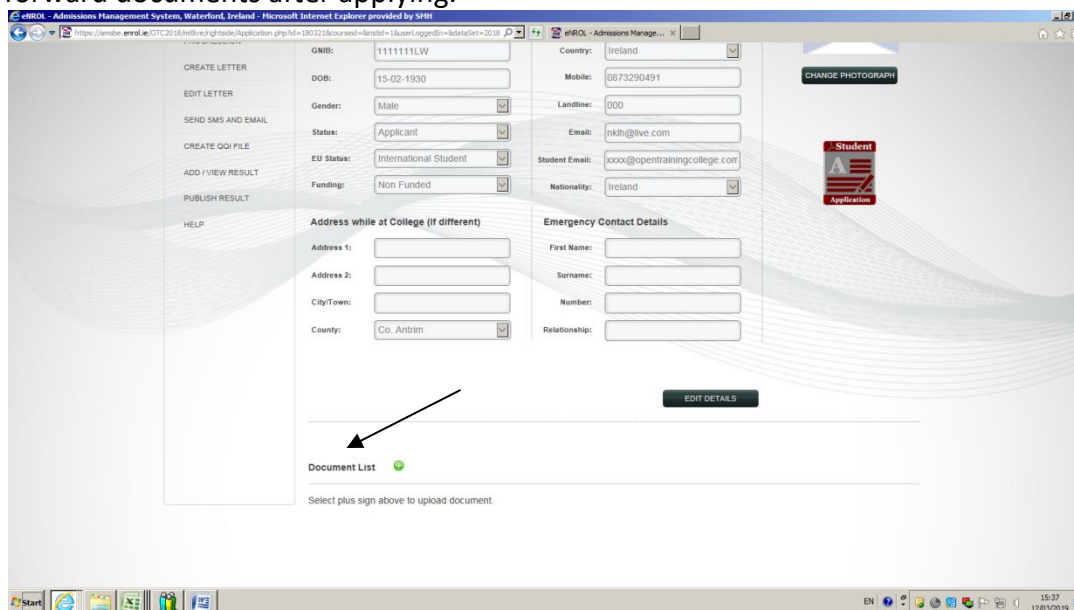 forward documents after applying.
eNROL - Admissions Management System, Waterford, Ireland - Microsoft Internet Explorer provided by SMH
eNROL - Admissions Manage...
GNIB: 1111111LW Country: Ireland
CREATE LETTER
DOB: 15-02-1930 Mobile: 0873290491 CHANGE PHOTOGRAPH
EDIT LETTER
Gender: Male Landline: 000
SEND SMS AND EMAIL
Status: Applicant Email: nklh@live.com
CREATE QQI FILE Student
EU Status: International Student Student Email: xxxx@opentrainingcollege.com
ADD / VIEW RESULT
Funding: Non Funded Nationality: Ireland
PUBLISH RESULT Application
HELP
Address while at College (If different) Emergency Contact Details
Address 1: First Name:
Address 2: Surname:
City/Town: Number:
County: Co. Antrim Relationship:
EDIT DETAILS
Document List
Select plus sign above to upload document.
Start EN 15:37
12/03/2019